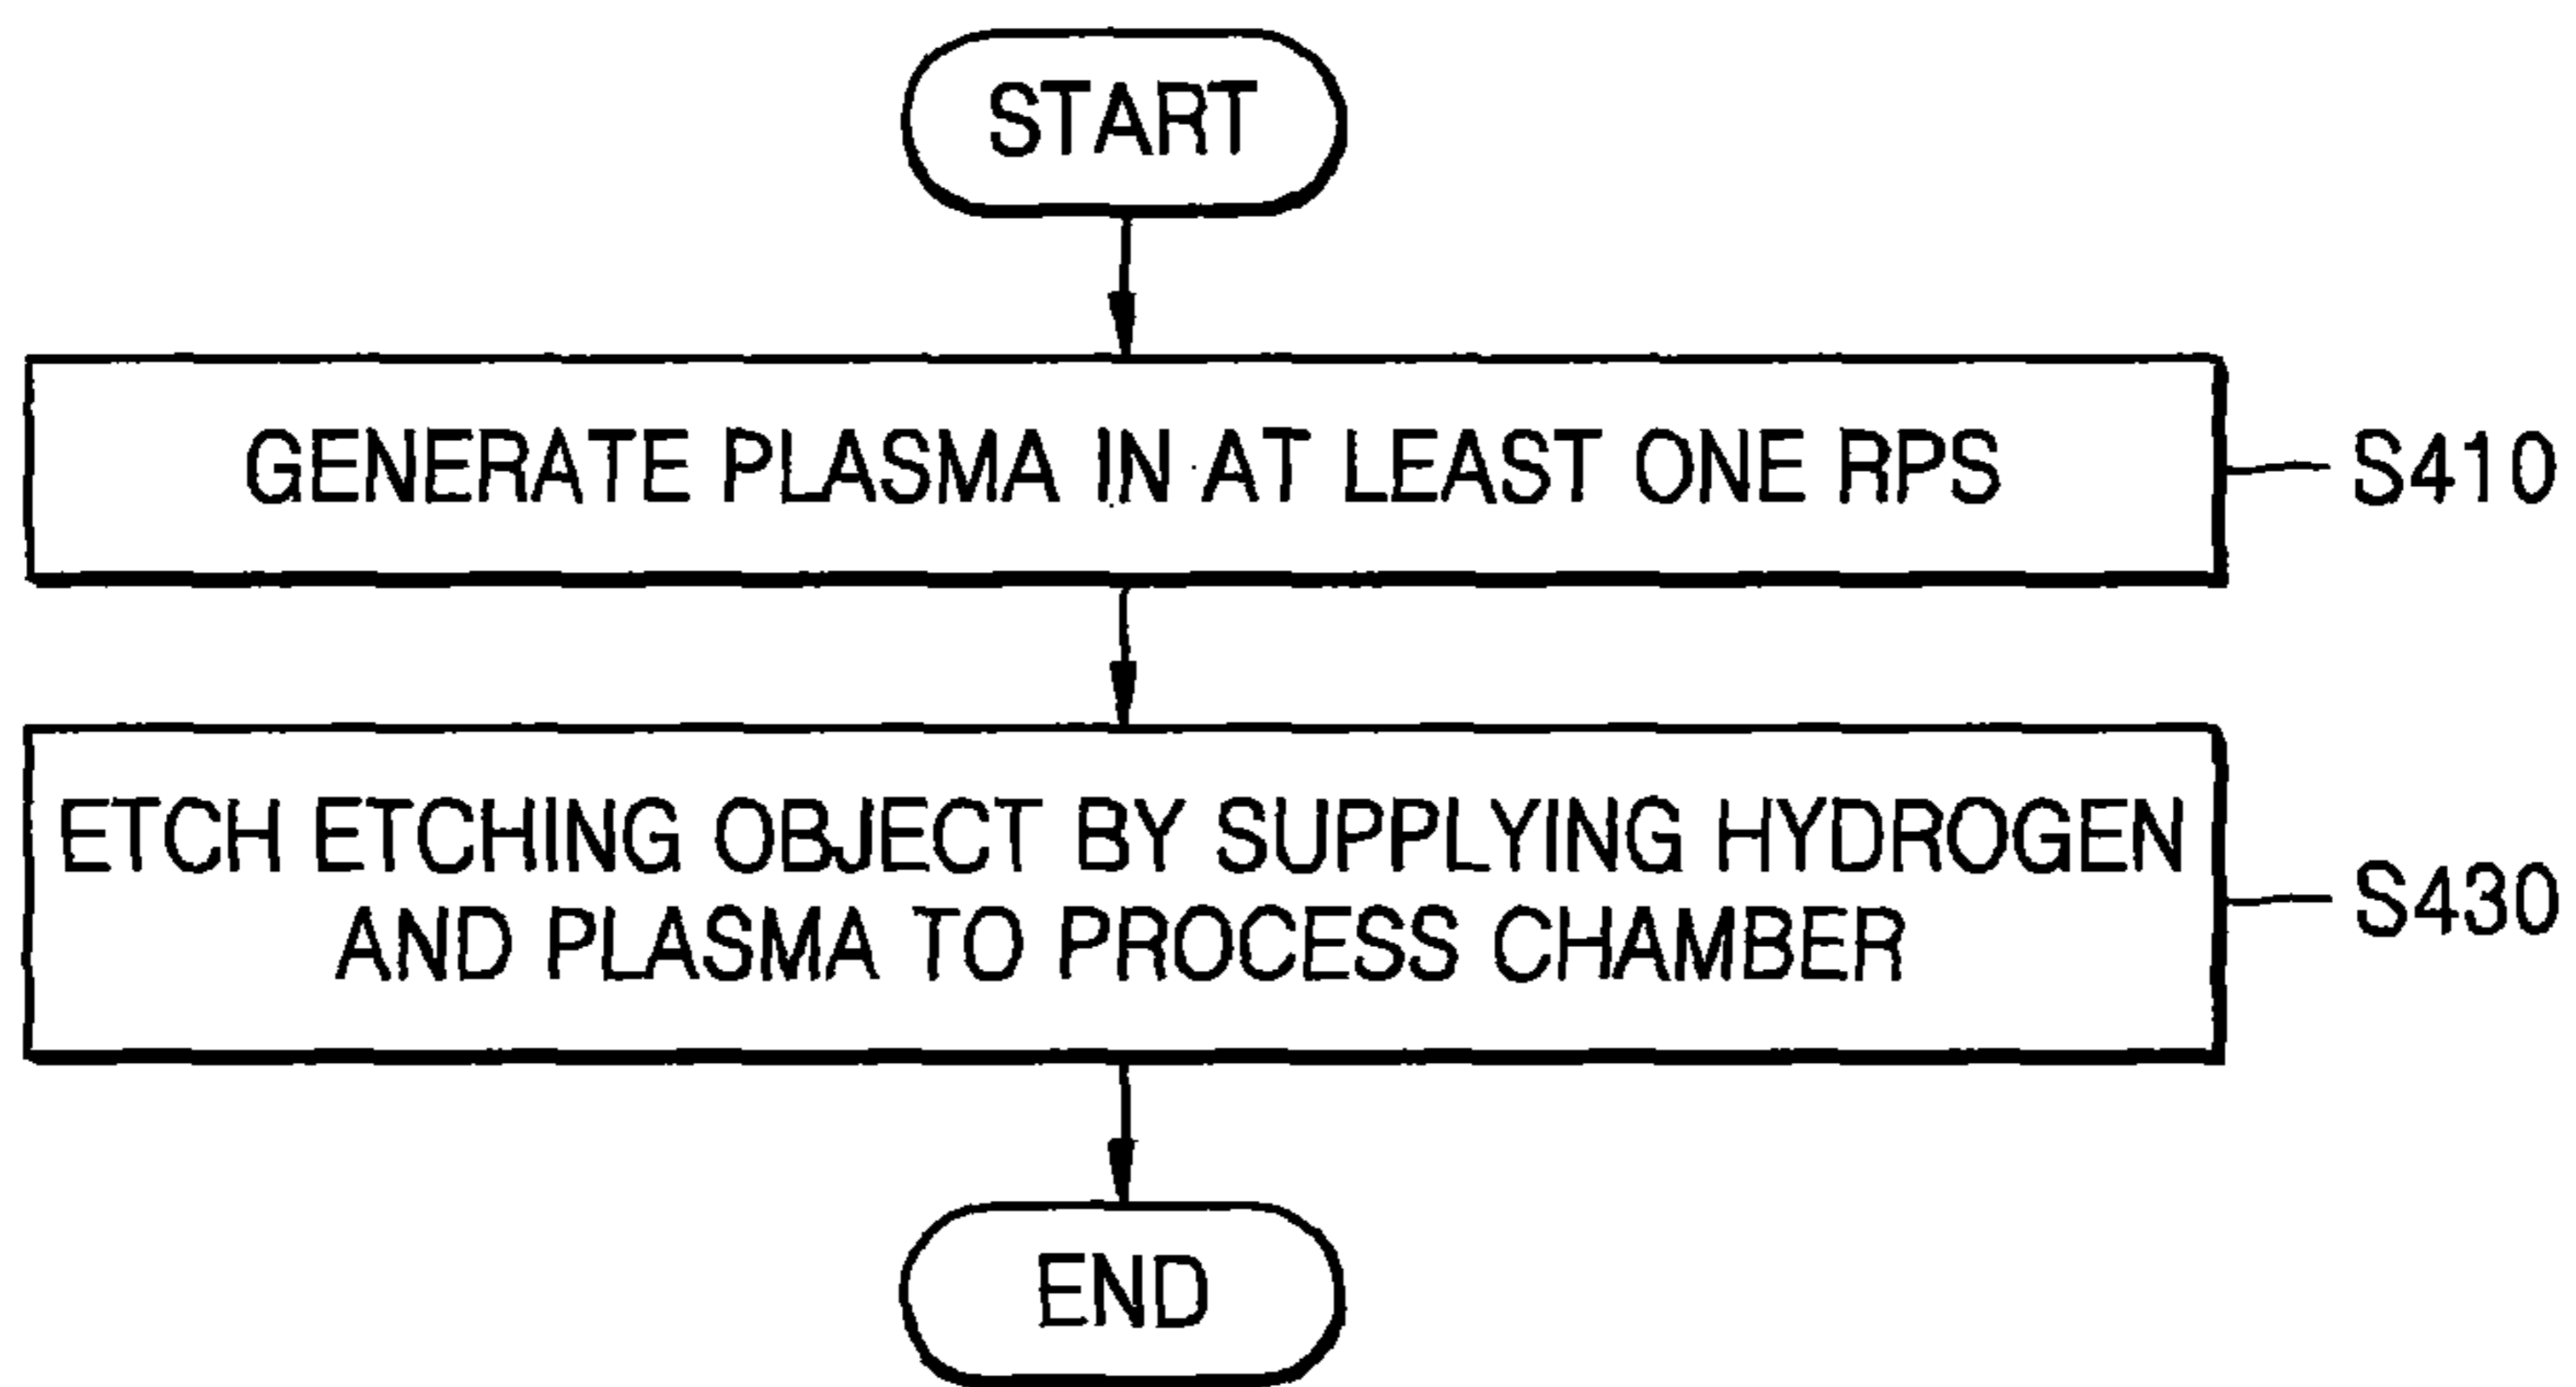 START
GENERATE PLASMA IN AT LEAST ONE RPS
S410
ETCH ETCHING OBJECT BY SUPPLYING HYDROGEN
AND PLASMA TO PROCESS CHAMBER
S430
END